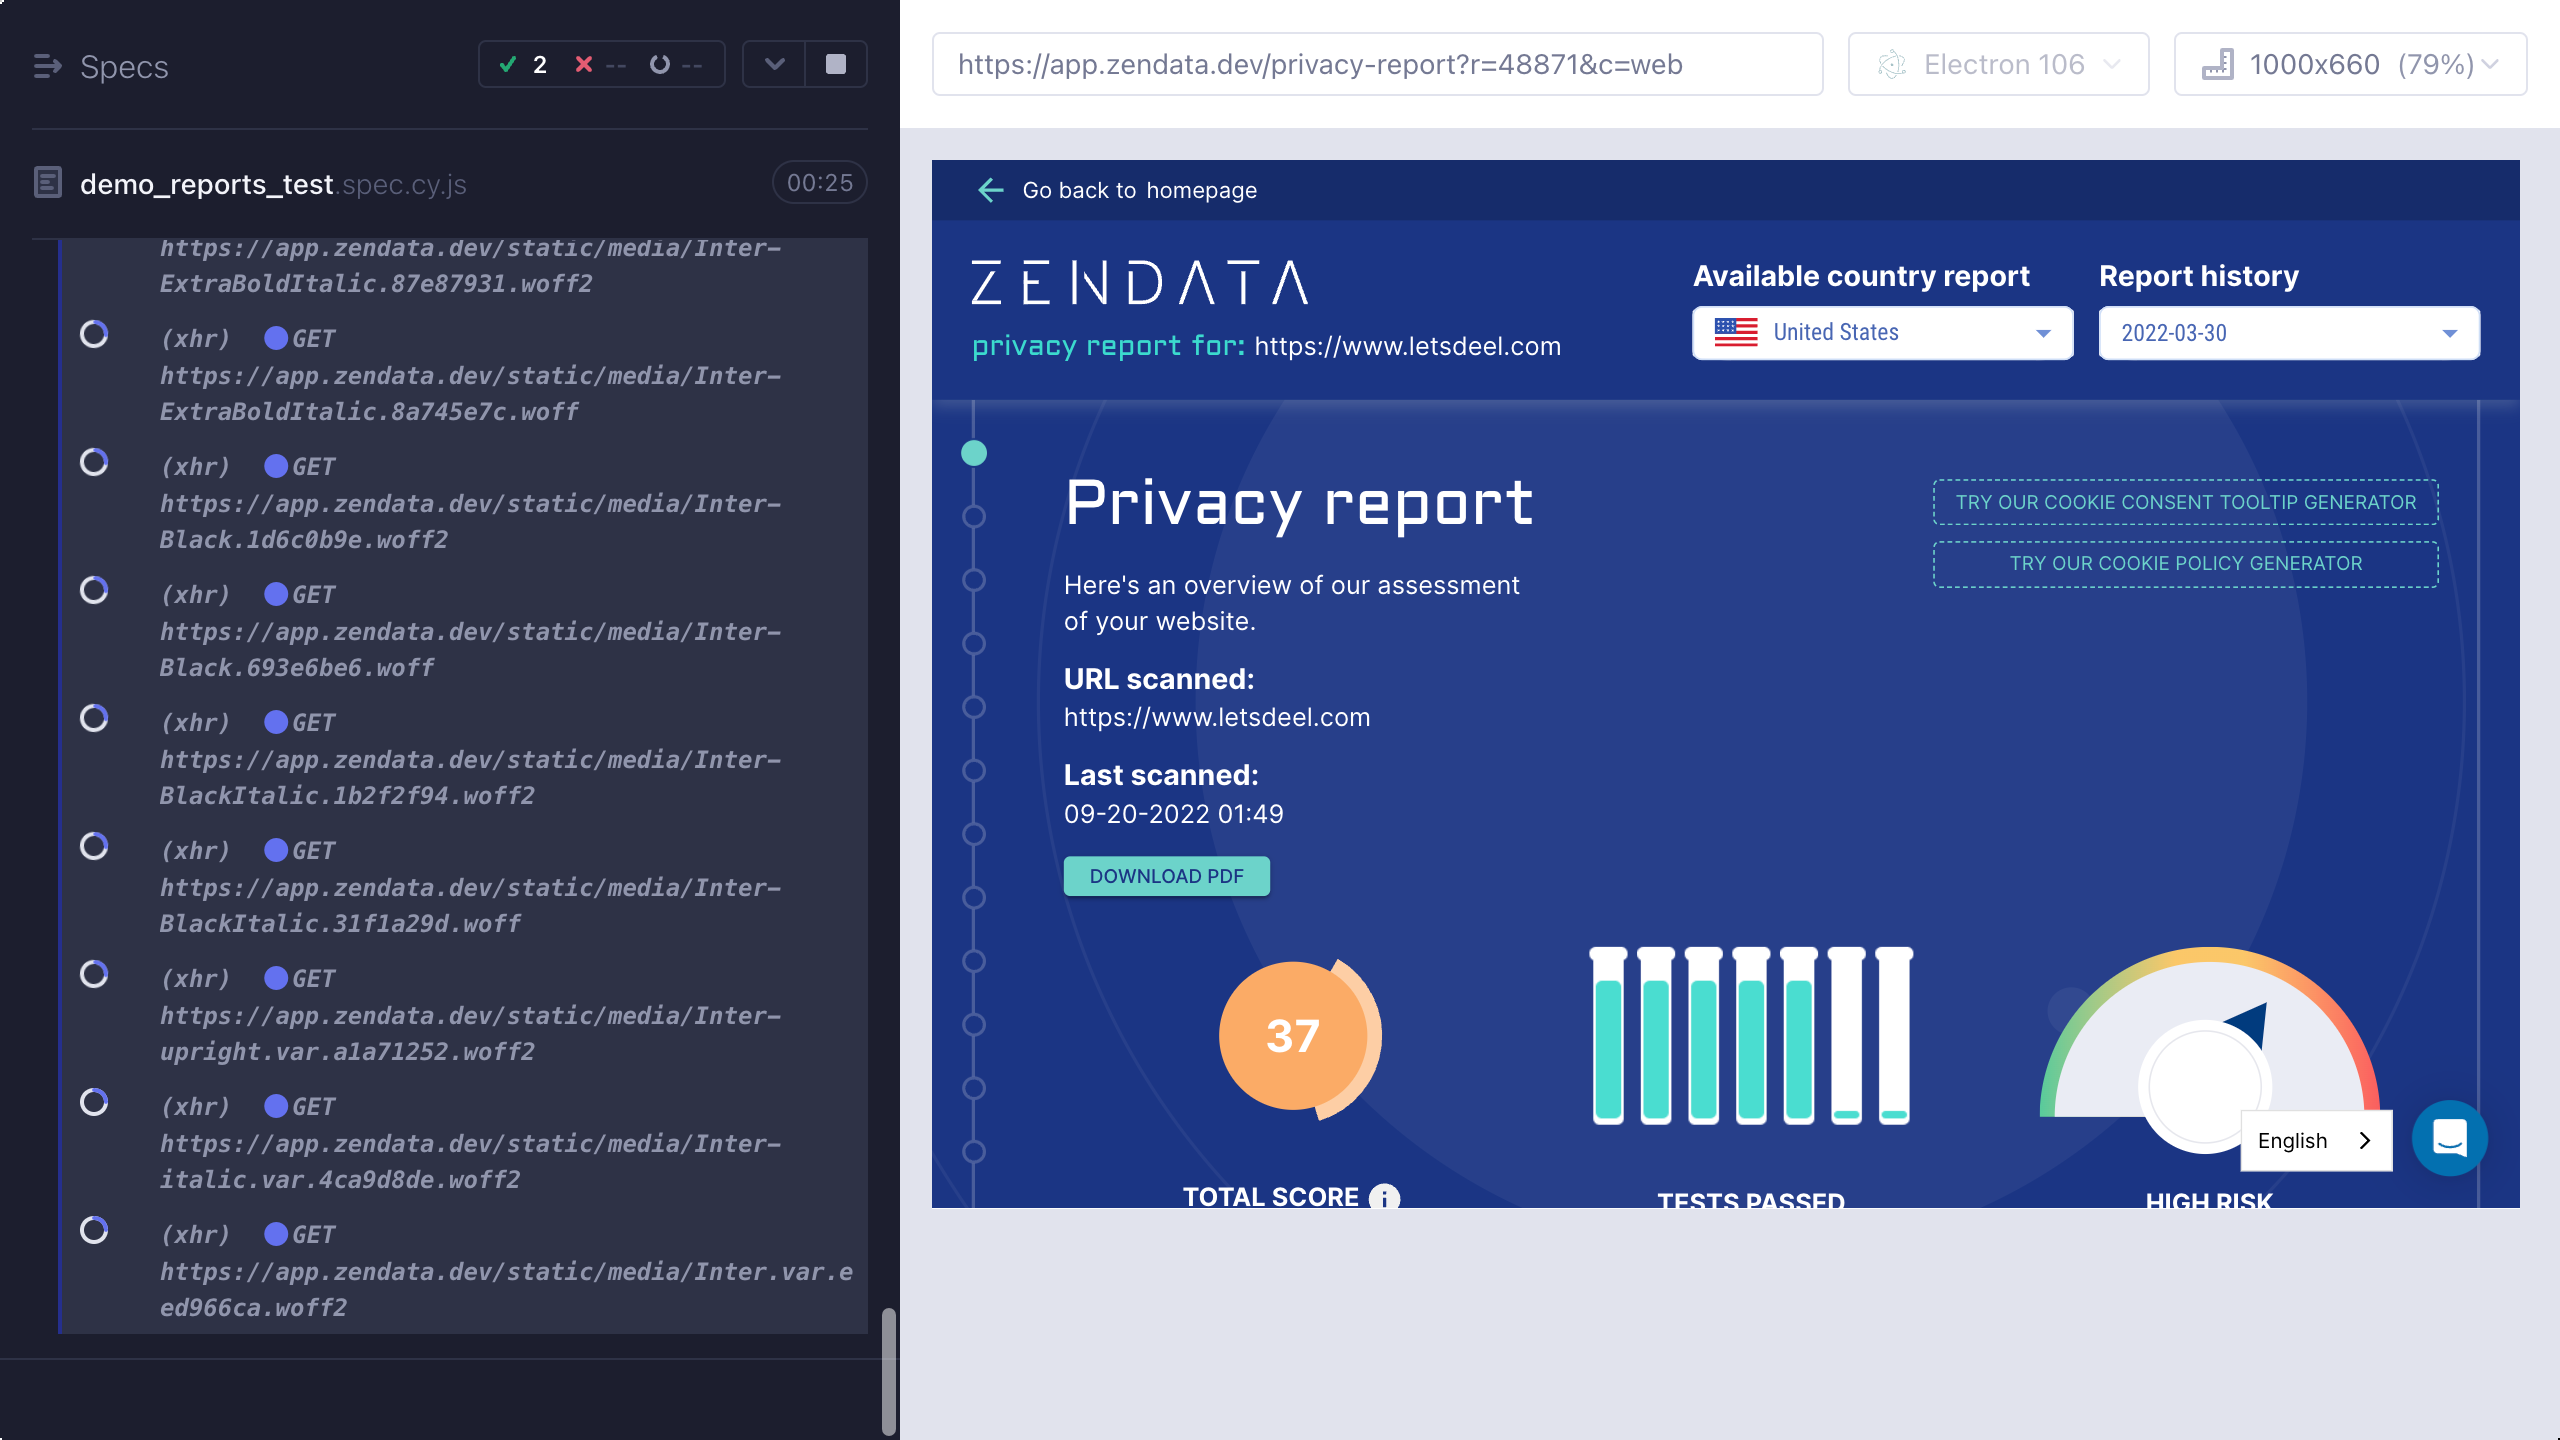 Specs
2
--
--
demo_reports_test.spec.cy.js
00:25
https://app.zendata.dev/static/media/Inter-
ExtraBoldItalic.87e87931.woff2
(xhr) GET
https://app.zendata.dev/static/media/Inter-
ExtraBoldItalic.8a745e7c.woff
(xhr) GET
https://app.zendata.dev/static/media/Inter-
Black.1d6c0b9e.woff2
(xhr) GET
https://app.zendata.dev/static/media/Inter-
Black.693e6be6.woff
(xhr) GET
https://app.zendata.dev/static/media/Inter-
BlackItalic.1b2f2f94.woff2
(xhr) GET
https://app.zendata.dev/static/media/Inter-
BlackItalic.31f1a29d.woff
(xhr) GET
https://app.zendata.dev/static/media/Inter-
upright.var.a1a71252.woff2
(xhr) GET
https://app.zendata.dev/static/media/Inter-
italic.var.4ca9d8de.woff2
(xhr) GET
https://app.zendata.dev/static/media/Inter.var.e
ed966ca.woff2
https://app.zendata.dev/privacy-report?r=48871&c=web
Electron 106
1000x660 (79%)
Go back to homepage
ZENDATA
privacy report for: https://www.letsdeel.com
Available country report
United States
Report history
2022-03-30
Privacy report
TRY OUR COOKIE CONSENT TOOLTIP GENERATOR
TRY OUR COOKIE POLICY GENERATOR
Here's an overview of our assessment
of your website.
URL scanned:
https://www.letsdeel.com
Last scanned:
09-20-2022 01:49
DOWNLOAD PDF
37
English
TOTAL SCORE i
TESTS PASSED
HIGH RISK